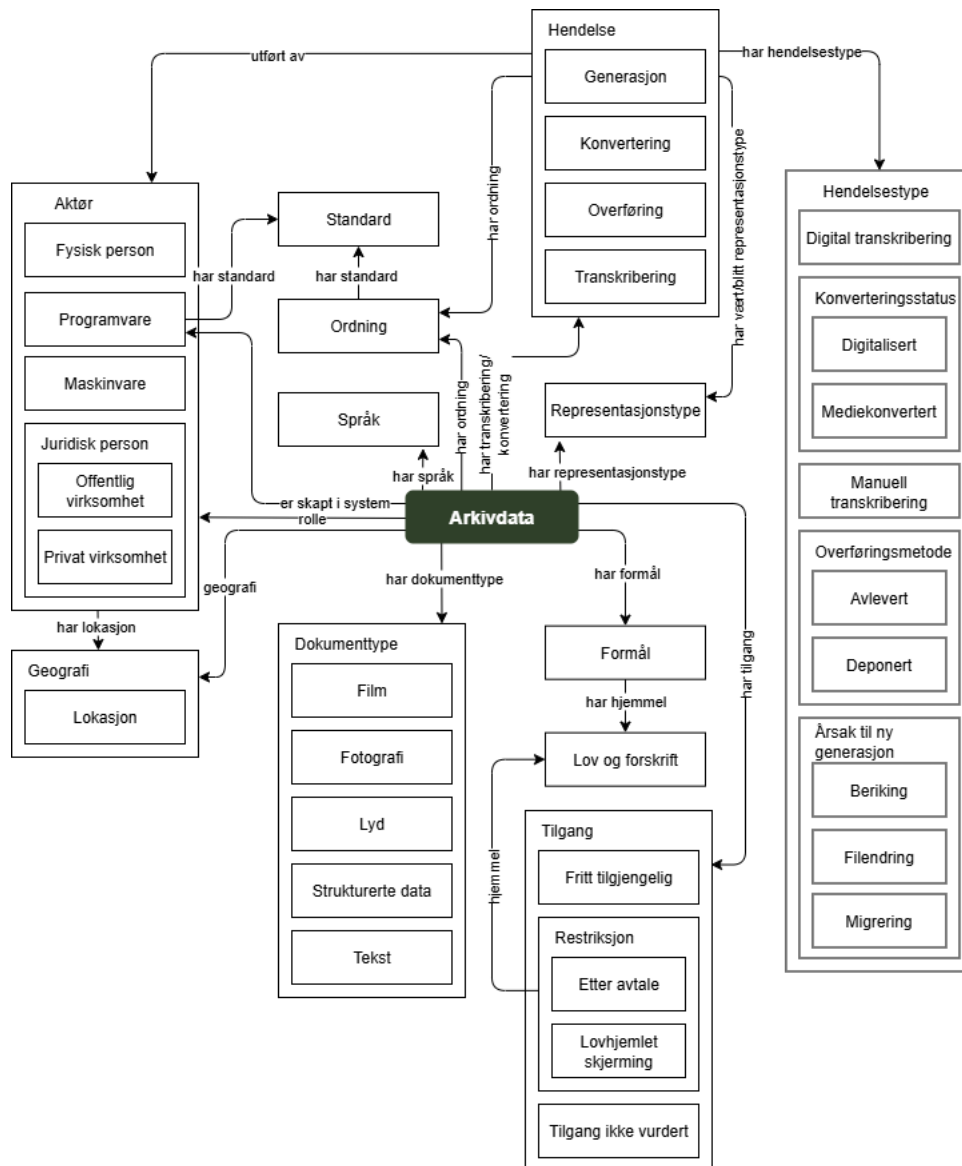 Hendelse
Generasjon
Konvertering
Overføring
Transkribering
utført av
har hendelsestype
har ordning
har vært/blitt representasjonstype
Aktør
Fysisk person
Programvare
Maskinvare
Juridisk person
Offentlig
virksomhet
Privat virksomhet
har standard
Standard
har standard
Ordning
Språk
har språk
har ordning
har transkribering/
konvertering
Representasjonstype
har representasjonstype
er skapt i system
rolle
Arkivdata
geografi
har lokasjon
Geografi
Lokasjon
har dokumenttype
Dokumenttype
Film
Fotografi
Lyd
Strukturerte data
Tekst
har formål
Formål
har hjemmel
Lov og forskrift
har tilgang
hjemmel
Tilgang
Fritt tilgjengelig
Restriksjon
Etter avtale
Lovhjemlet
skjerming
Tilgang ikke vurdert
Hendelsestype
Digital transkribering
Konverteringsstatus
Digitalisert
Mediekonvertert
Manuell
transkribering
Overføringsmetode
Avlevert
Deponert
Årsak til ny
generasjon
Beriking
Filendring
Migrering